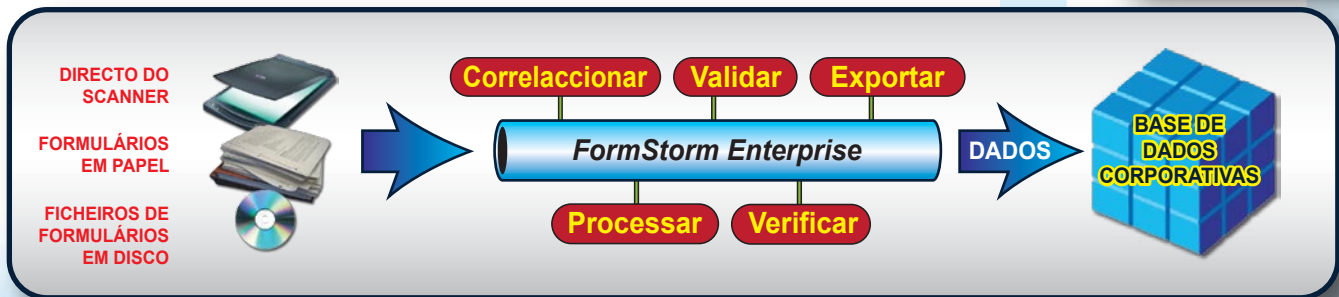 DIRECTO DO
SCANNER
FORMULÁRIOS
EM PAPEL
FICHEIROS DE
FORMULÁRIOS
EM DISCO
Correlaccionar
Validar
Exportar
FormStorm Enterprise
Processar
Verificar
DADOS
BASE DE
DADOS
CORPORATIVAS